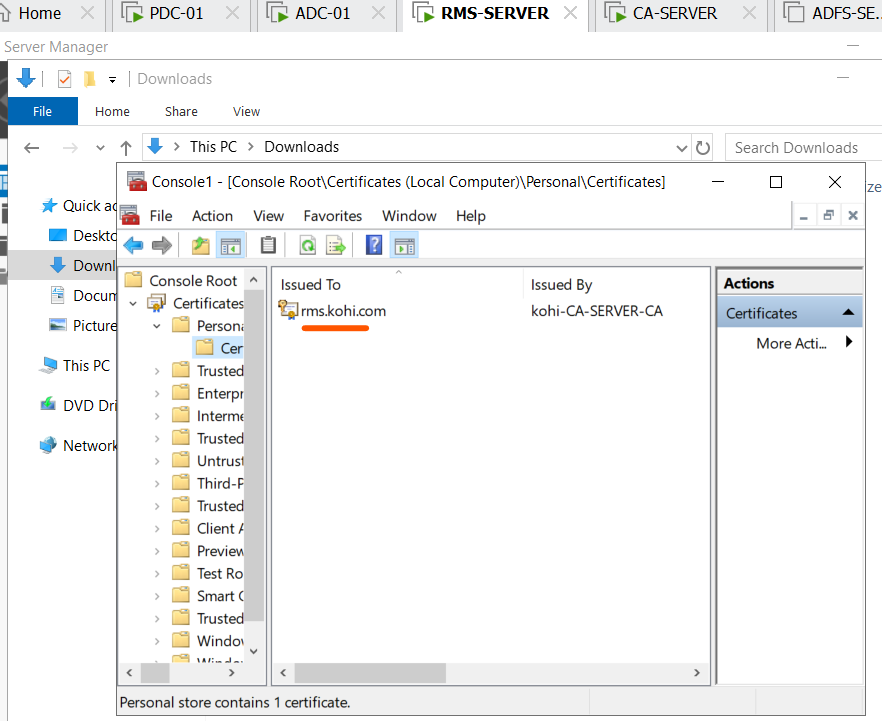 Home PDC-01 ADC-01 RMS-SERVER CA-SERVER ADFS-SE...
Server Manager
Downloads
File Home Share View
This PC Downloads Search Downloads
Console1 - [Console Root\Certificates (Local Computer)\Personal\Certificates]
File Action View Favorites Window Help
Quick ac
Deskto
Downl
Docum
Picture
This PC
DVD Dri
Network
Console Root
Certificates
Persona
Cer
Trusted
Enterpr
Interme
Trusted
Untrust
Third-P
Trusted
Client A
Preview
Test Ro
Smart C
Trusted
Window
Windo
Issued To Issued By
rms.kohi.com kohi-CA-SERVER-CA
Actions
Certificates
More Acti...
Personal store contains 1 certificate.